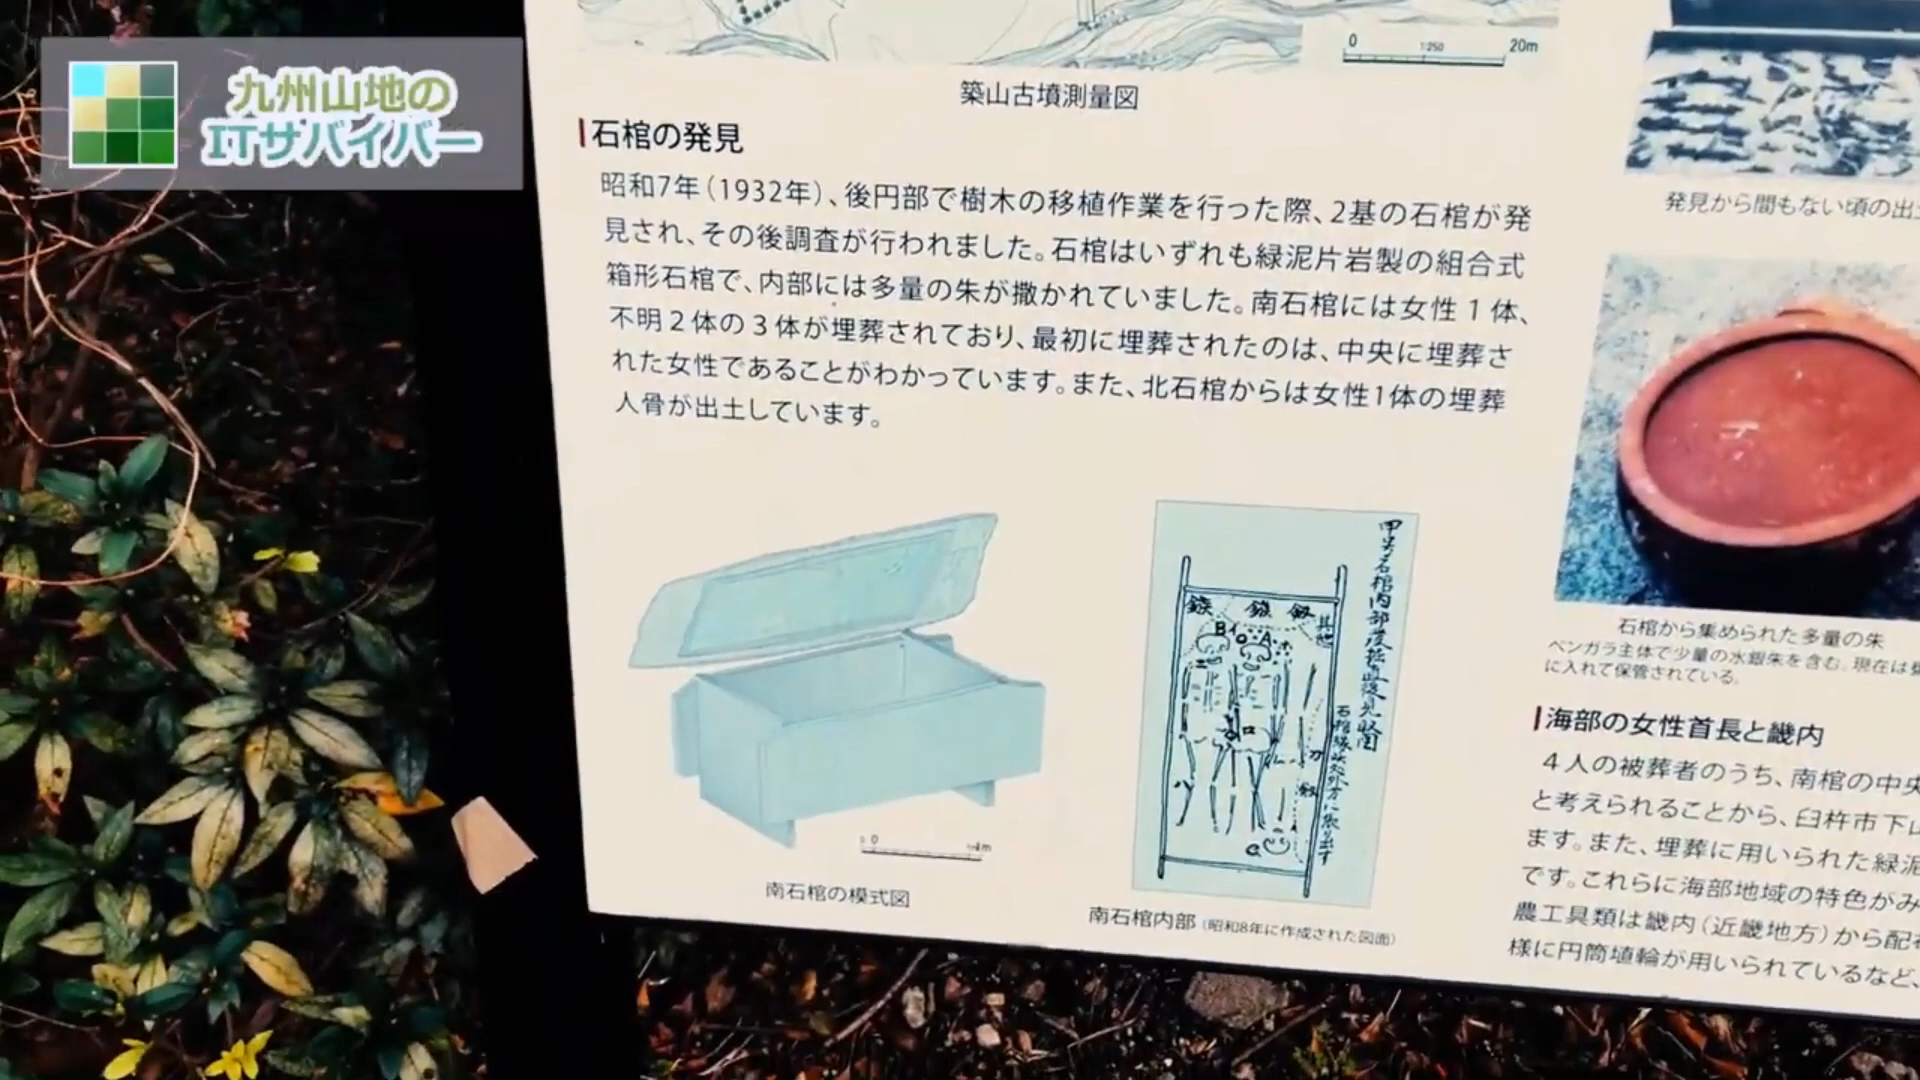 九州山地の
ITサバイバー
0 1:250 20m
築山古墳測量図
石棺の発見
昭和7年(1932年)、後円部で樹木の移植作業を行った際、2基の石棺が発
見され、その後調査が行われました。石棺はいずれも緑泥片岩製の組合式
箱形石棺で、内部には多量の朱が撒かれていました。南石棺には女性1体、
不明2体の3体が埋葬されており、最初に埋葬されたのは、中央に埋葬さ
れた女性であることがわかっています。また、北石棺からは女性1体の埋葬
人骨が出土しています。
0 1m
南石棺の模式図
石棺内部
其他
B A
刀
ロ
ハ
C
南石棺内部(昭和8年に作成された図面)
発見から間もない頃の出土
石棺から集められた多量の朱
ベンガラ主体で少量の水銀朱を含む。現在は
に入れて保管されている。
海部の女性首長と畿内
4人の被葬者のうち、南棺の中央
と考えられることから、臼杵市下山
ます。また、埋葬に用いられた緑泥
です。これらに海部地域の特色がみ
農工具類は畿内(近畿地方)から配
様に円筒埴輪が用いられているなど、